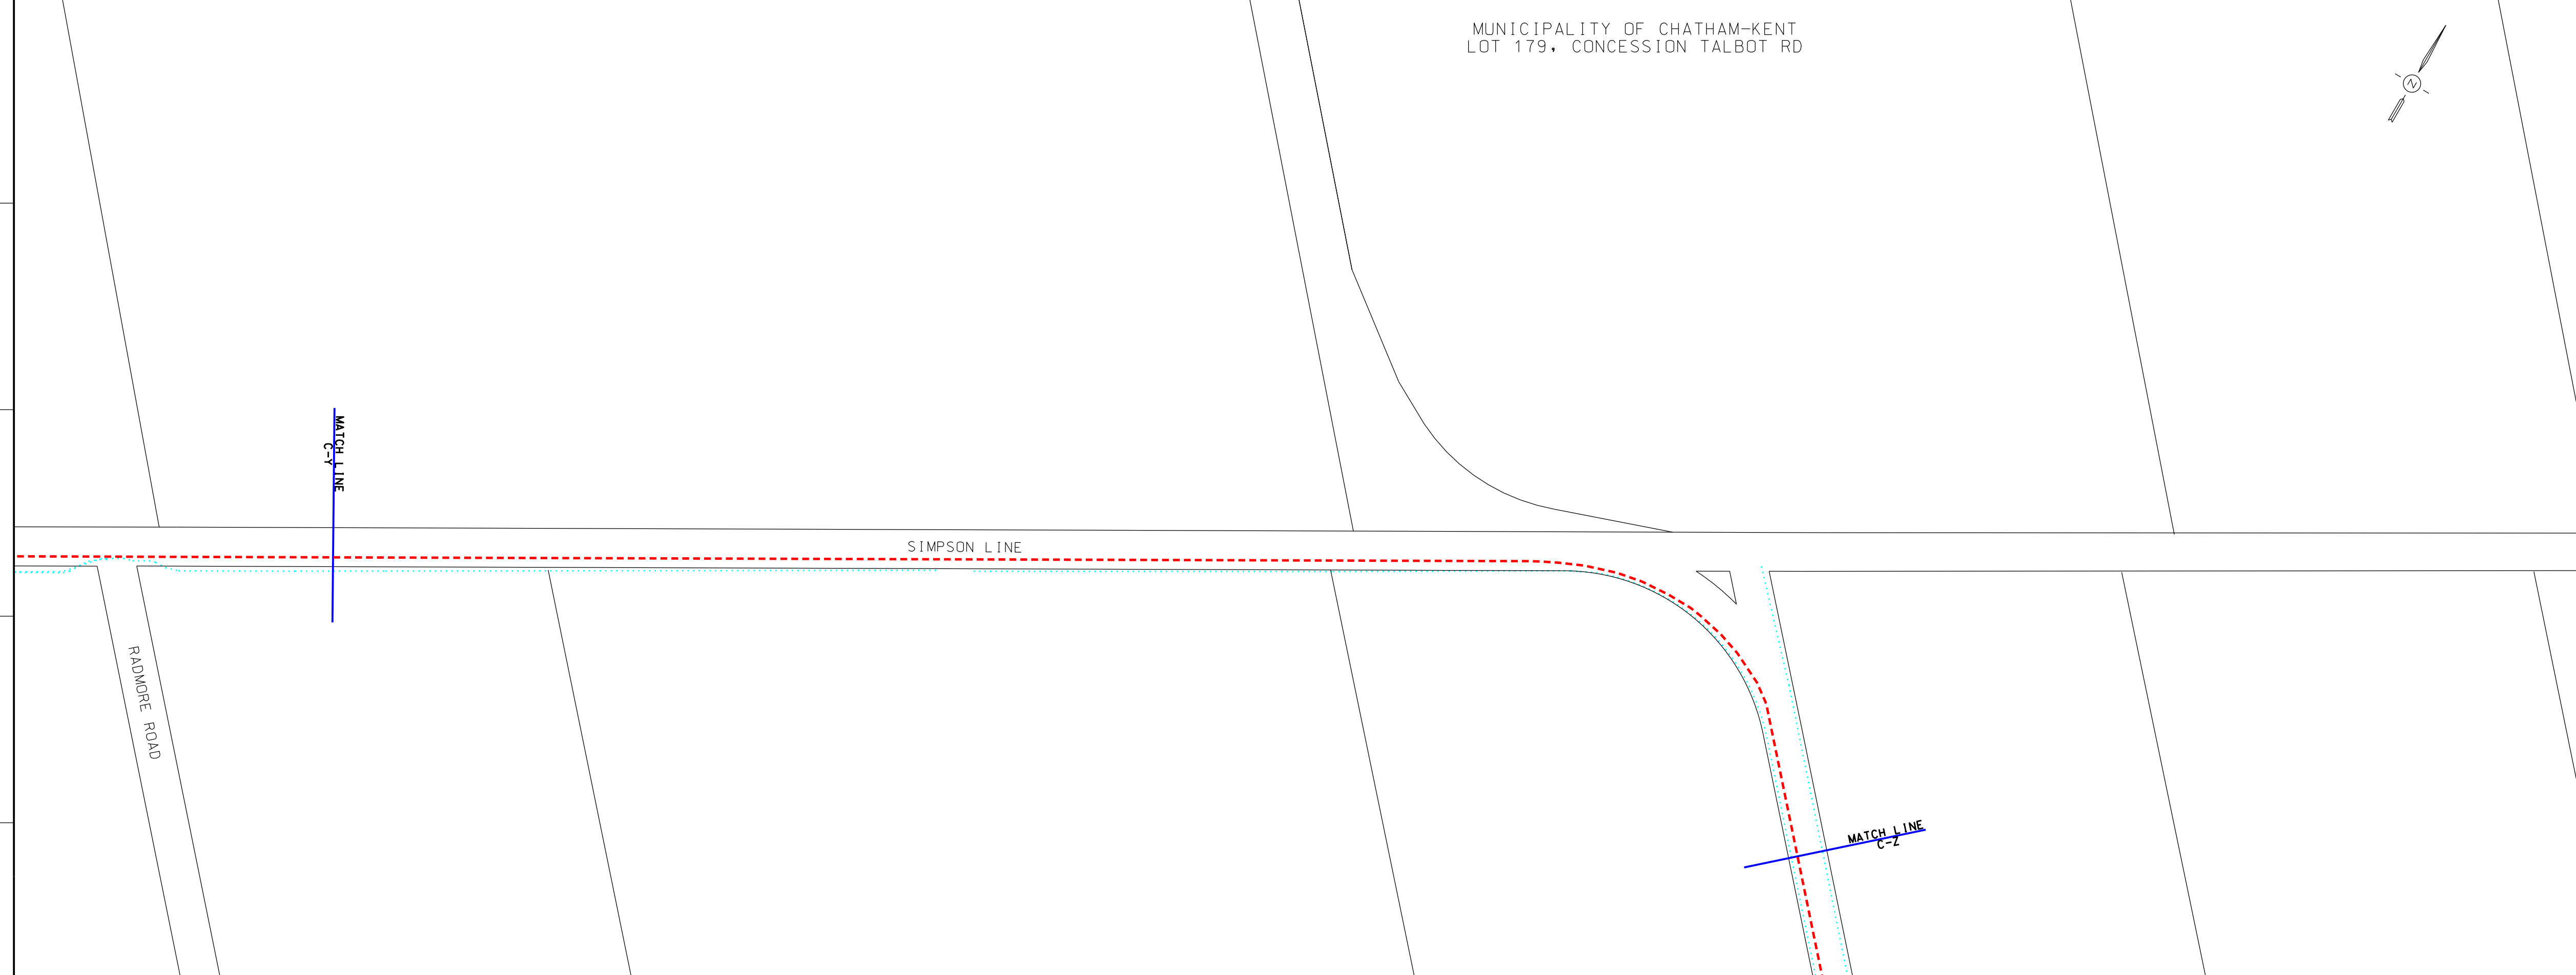 MUNICIPALITY OF CHATHAM-KENT
LOT 179, CONCESSION TALBOT RD
N
MATCH LINE
C-Y
SIMPSON LINE
RADMORE ROAD
MATCH LINE
C-Z